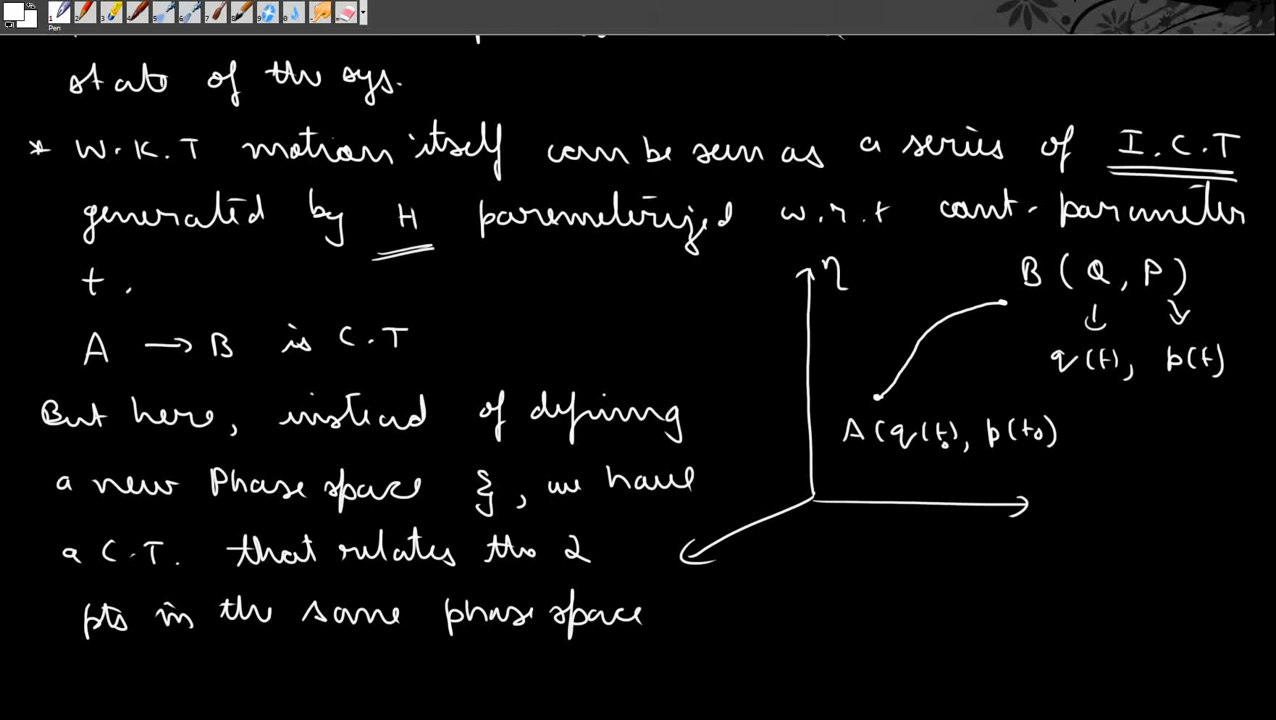 Pen
state of the sys.
* W.K.T motion itself can be seen as a series of I.C.T
generated by H paremeterized w.r.t cont. parameter
t.
A → B is C.T
But here, instead of defining
a new Phase space ξ, we have
a C.T. that relates the 2
pts in the same phase space
η
B (Q, P)
q(t), p(t)
A(q(t₀), p(t₀)